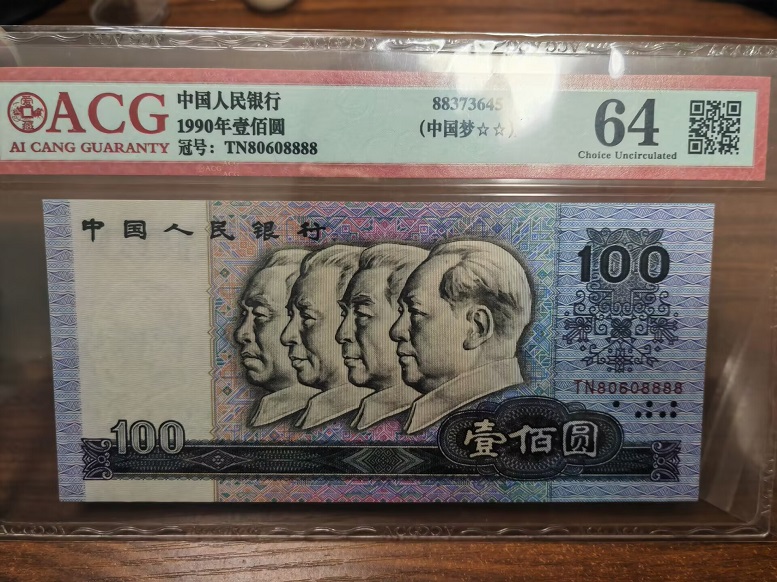 ACG
AI CANG GUARANTY
中国人民银行
1990年壹佰圆
冠号：TN80608888
88373645
(中国梦☆☆)
64
Choice Uncirculated
中国人民银行
100
TN80608888
100
壹佰圆